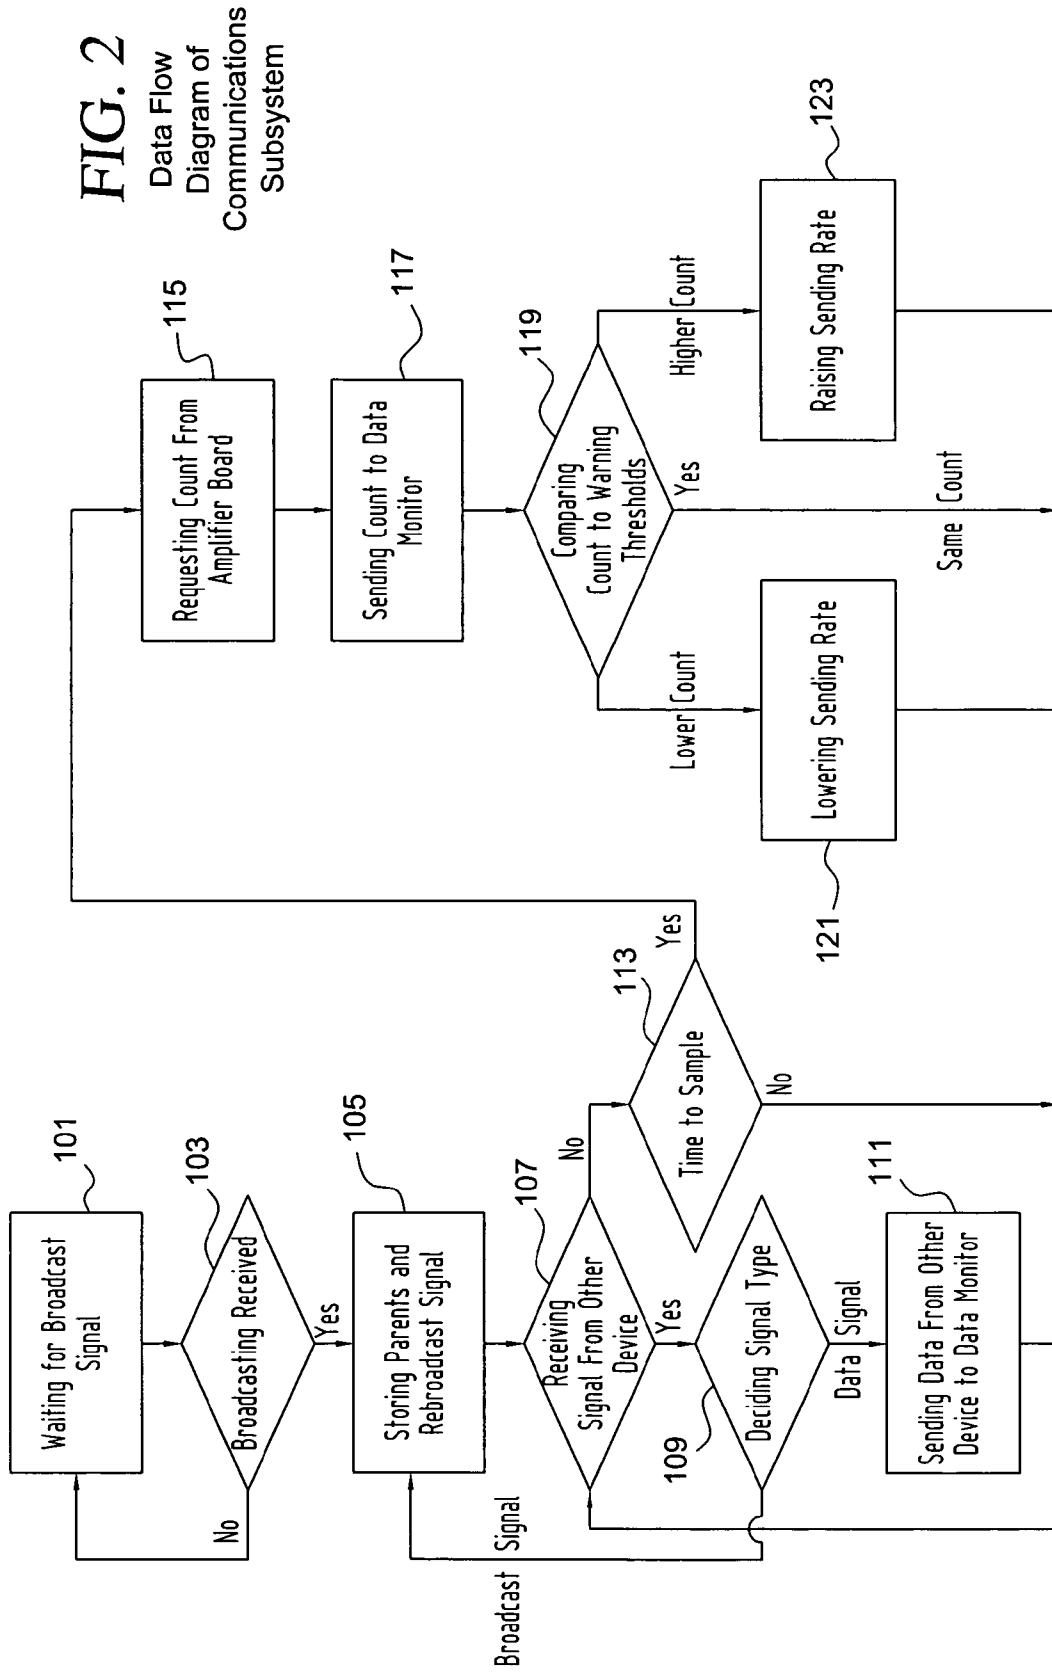 FIG. 2
Data Flow
Diagram of
Communications
Subsystem
101
Waiting for Broadcast
Signal
103
Broadcasting Received
No
Yes
105
Storing Parents and
Rebroadcast Signal
107
Receiving
Signal From Other
Device
No
Yes
109
Deciding Signal Type
Broadcast Signal
Data Signal
111
Sending Data From Other
Device to Data Monitor
113
Time to Sample
Yes
No
115
Requesting Count From
Amplifier Board
117
Sending Count to Data
Monitor
119
Comparing
Count to Warning
Thresholds
Lower Count
Yes
Same Count
Higher Count
121
Lowering Sending Rate
123
Raising Sending Rate